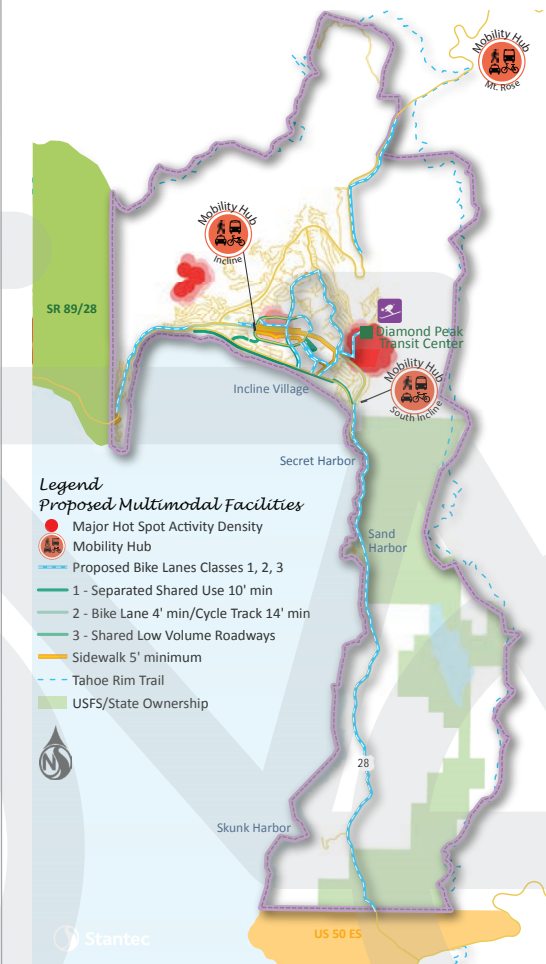 Mobility Hub
Mt. Rose
Mobility Hub
Incline
SR 89/28
Diamond Peak
Transit Center
Mobility Hub
South Incline
Incline Village
Secret Harbor
Sand
Harbor
Legend
Proposed Multimodal Facilities
Major Hot Spot Activity Density
Mobility Hub
Proposed Bike Lanes Classes 1, 2, 3
1 - Separated Shared Use 10' min
2 - Bike Lane 4' min/Cycle Track 14' min
3 - Shared Low Volume Roadways
Sidewalk 5' minimum
Tahoe Rim Trail
USFS/State Ownership
N
28
Skunk Harbor
Stantec
US 50 ES